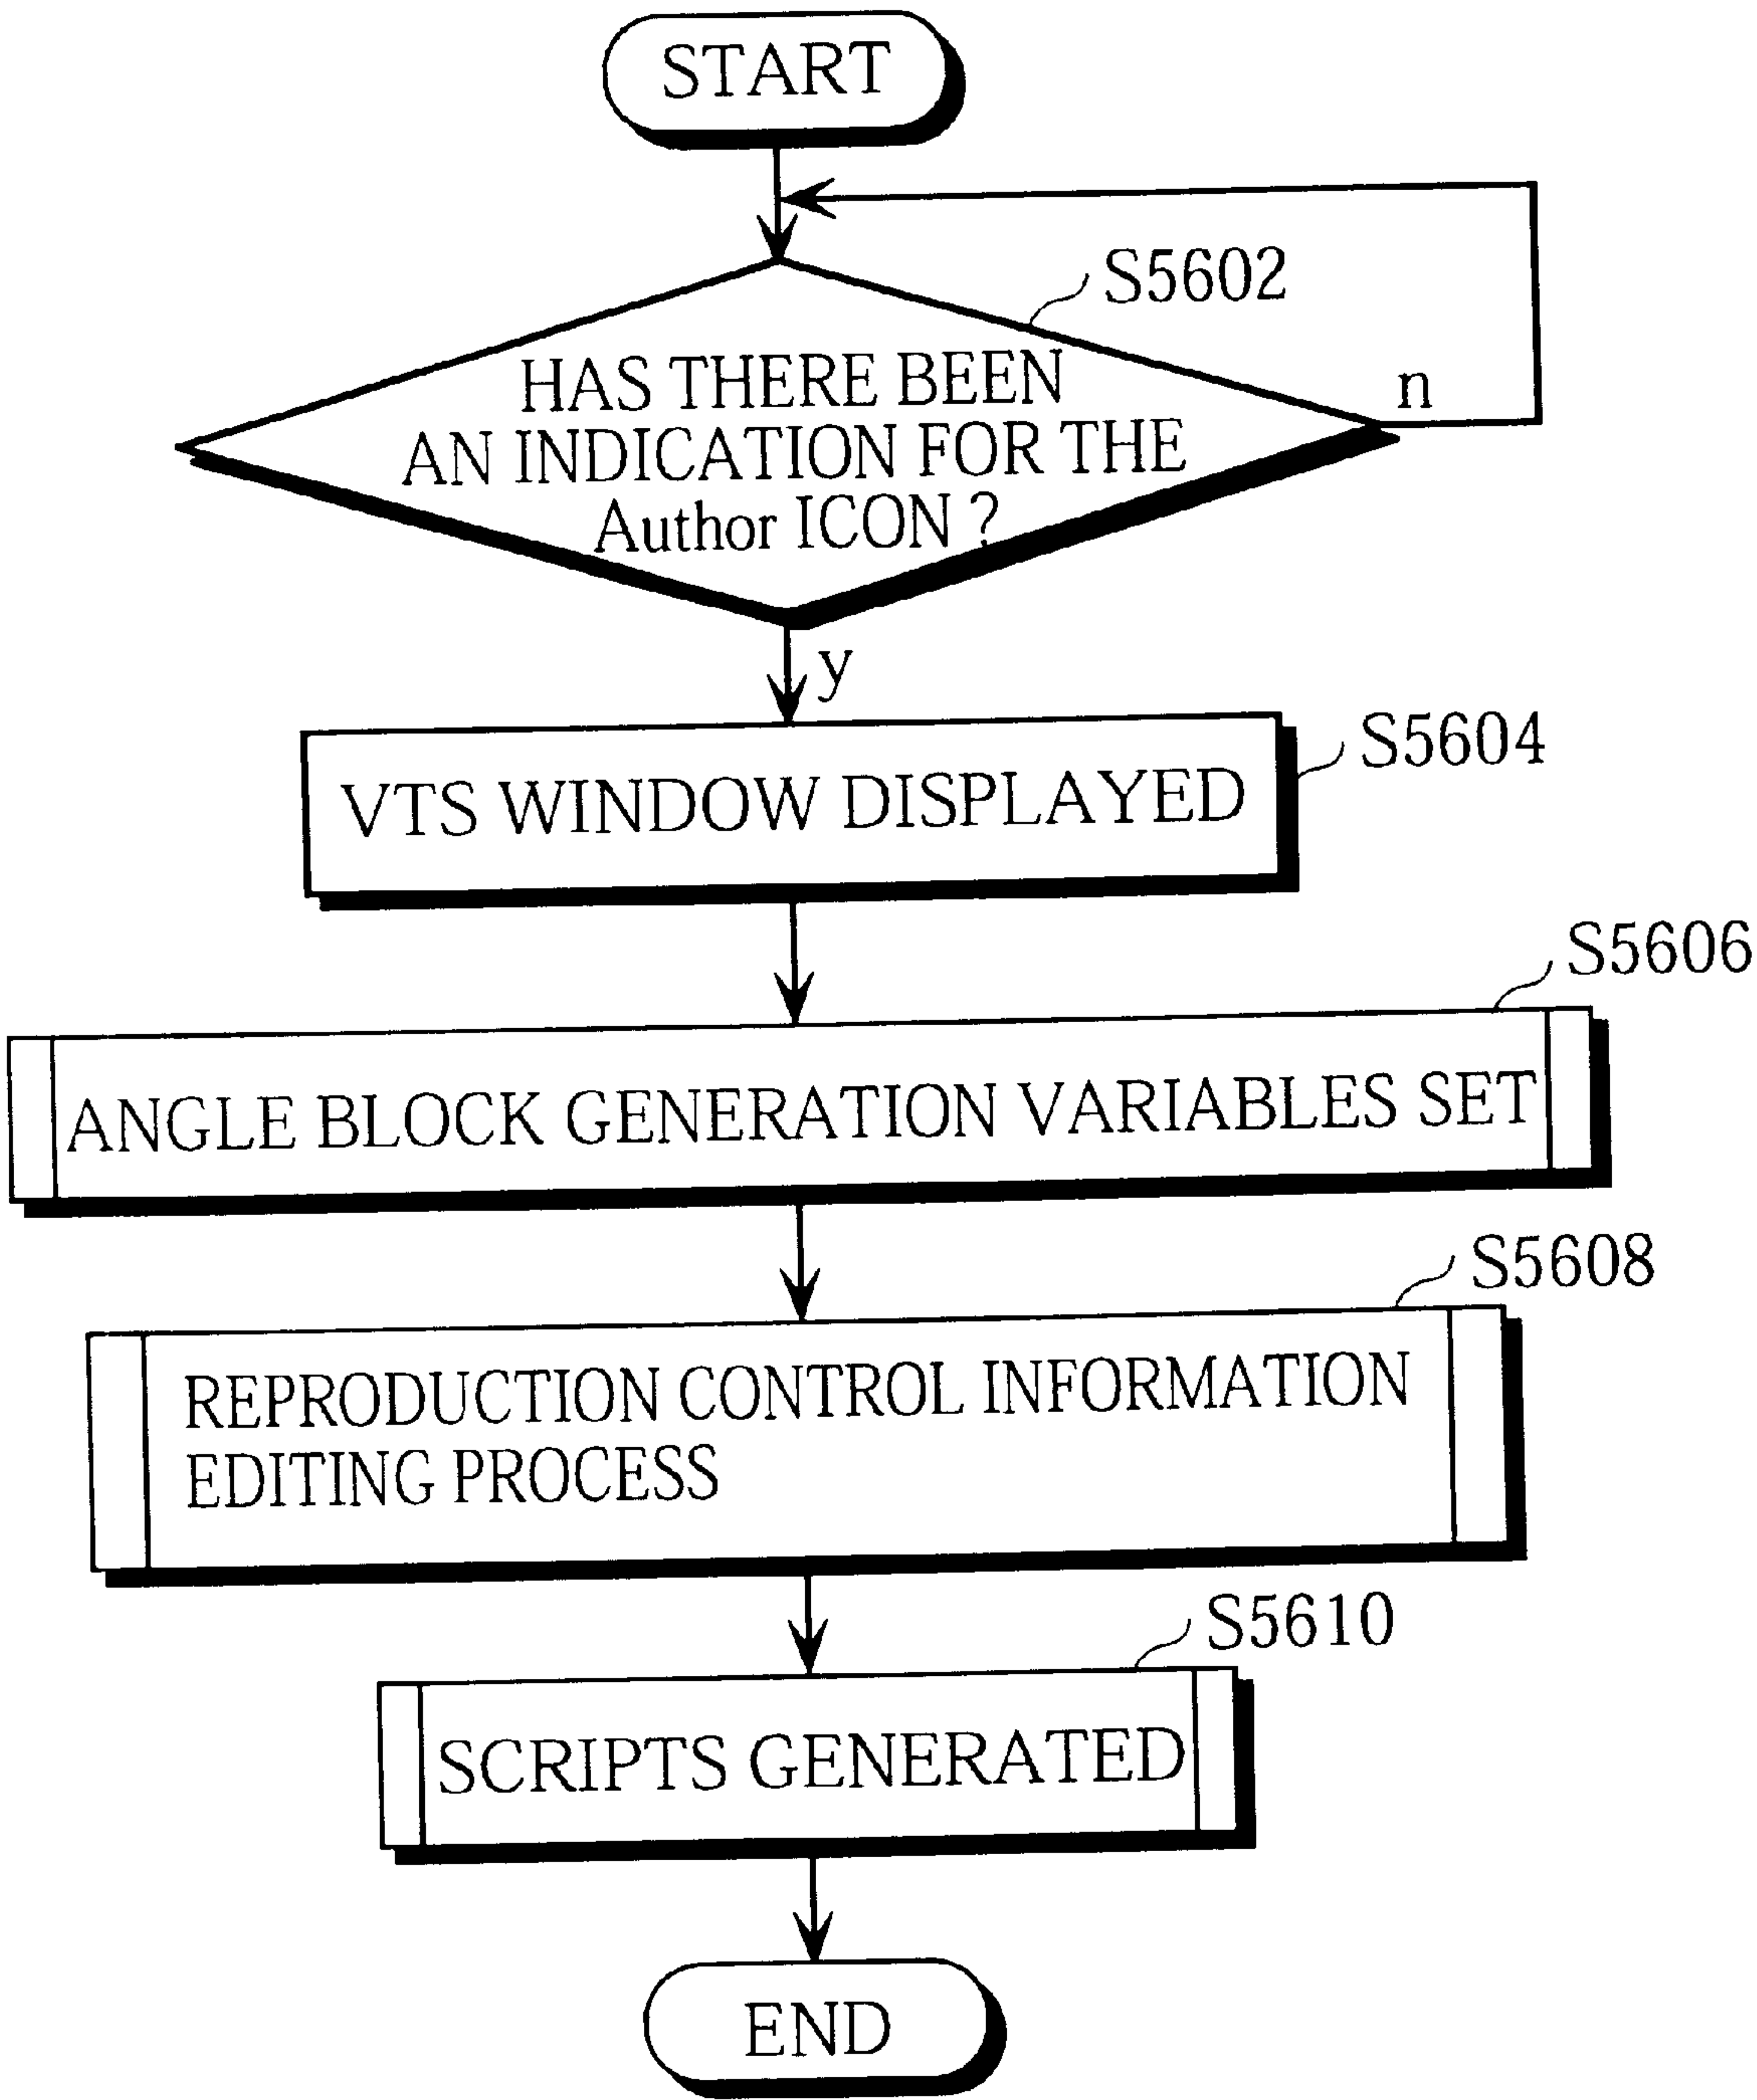 START
S5602
HAS THERE BEEN
AN INDICATION FOR THE
Author ICON ?
n
y
VTS WINDOW DISPLAYED
S5604
S5606
ANGLE BLOCK GENERATION VARIABLES SET
S5608
REPRODUCTION CONTROL INFORMATION
EDITING PROCESS
S5610
SCRIPTS GENERATED
END